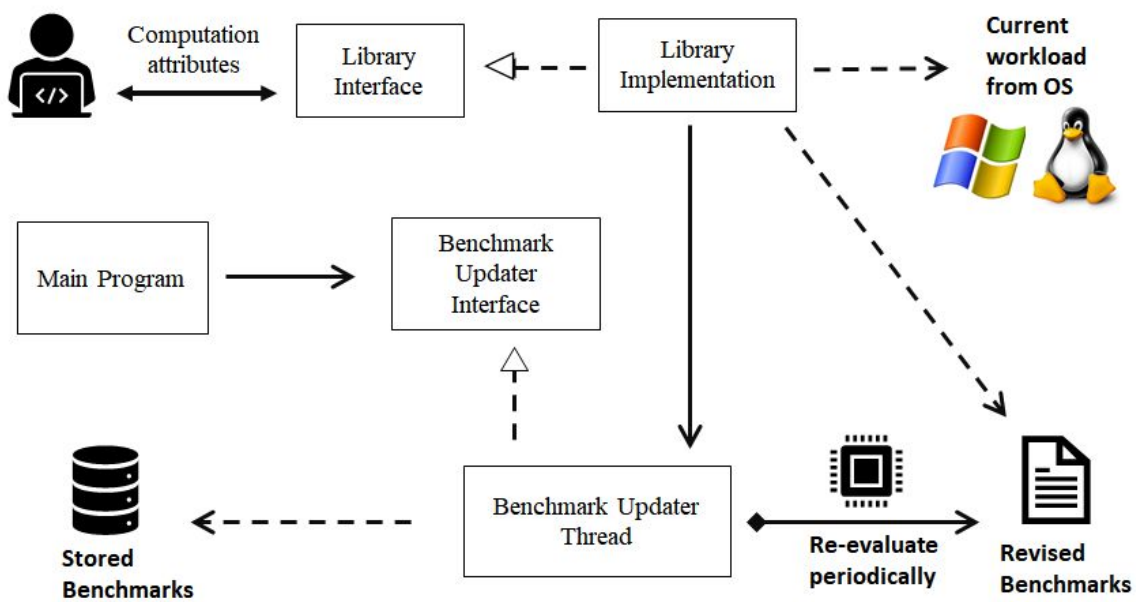 Computation
attributes
</>
Library
Interface
Library
Implementation
Current
workload
from OS
Main Program
Benchmark
Updater
Interface
Stored
Benchmarks
Benchmark Updater
Thread
Re-evaluate
periodically
Revised
Benchmarks